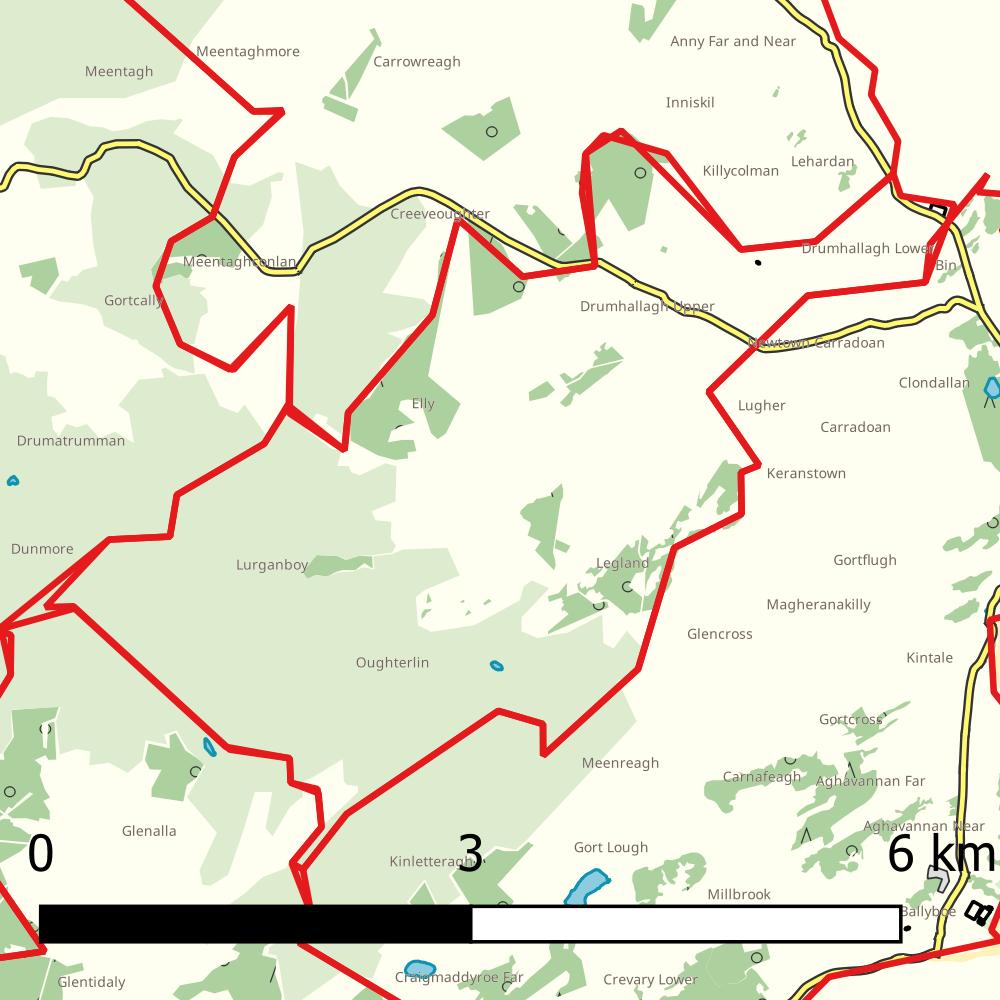 Anny Far and Near
Meentaghmore
Carrowreagh
Meentagh
Inniskil
Lehardan
Killycolman
Creeveoughter
Drumhallagh Lower
Meentaghconlan
Bin
Gortcally
Drumhallagh Upper
Newtown Carradoan
Clondallan
Elly
Lugher
Carradoan
Drumatrumman
Keranstown
Dunmore
Gortflugh
Lurganboy
Legland
Magheranakilly
Glencross
Oughterlin
Kintale
Gortcross
Meenreagh
Carnafeagh
Aghavannan Far
Aghavannan Near
Glenalla
Gort Lough
0 3 6 km
Kinletteragh
Millbrook
Ballyboe
Craigmaddyroe Far
Crevary Lower
Glentidaly